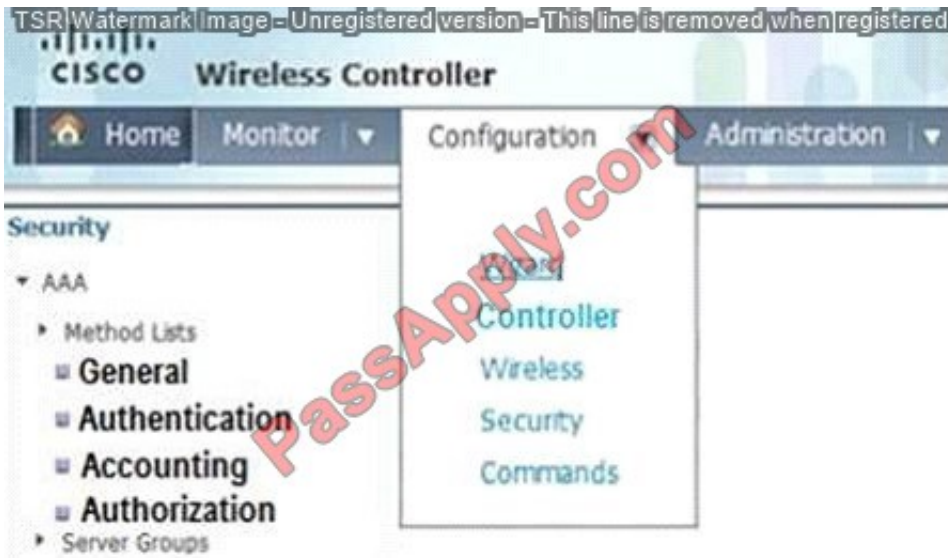 TSR Watermark Image - Unregistered version - This line is removed when registered
CISCO Wireless Controller
Home Monitor Configuration Administration
Security
AAA
Method Lists
General
Authentication
Accounting
Authorization
Server Groups
Wizard
Controller
Wireless
Security
Commands
PassApply.com